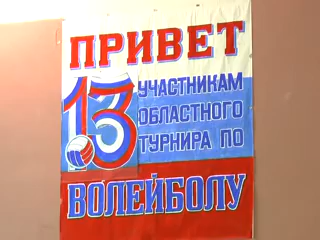 ПРИВЕТ
13 УЧАСТНИКАМ
ОБЛАСТНОГО
ТУРНИРА ПО
ВОЛЕЙБОЛУ